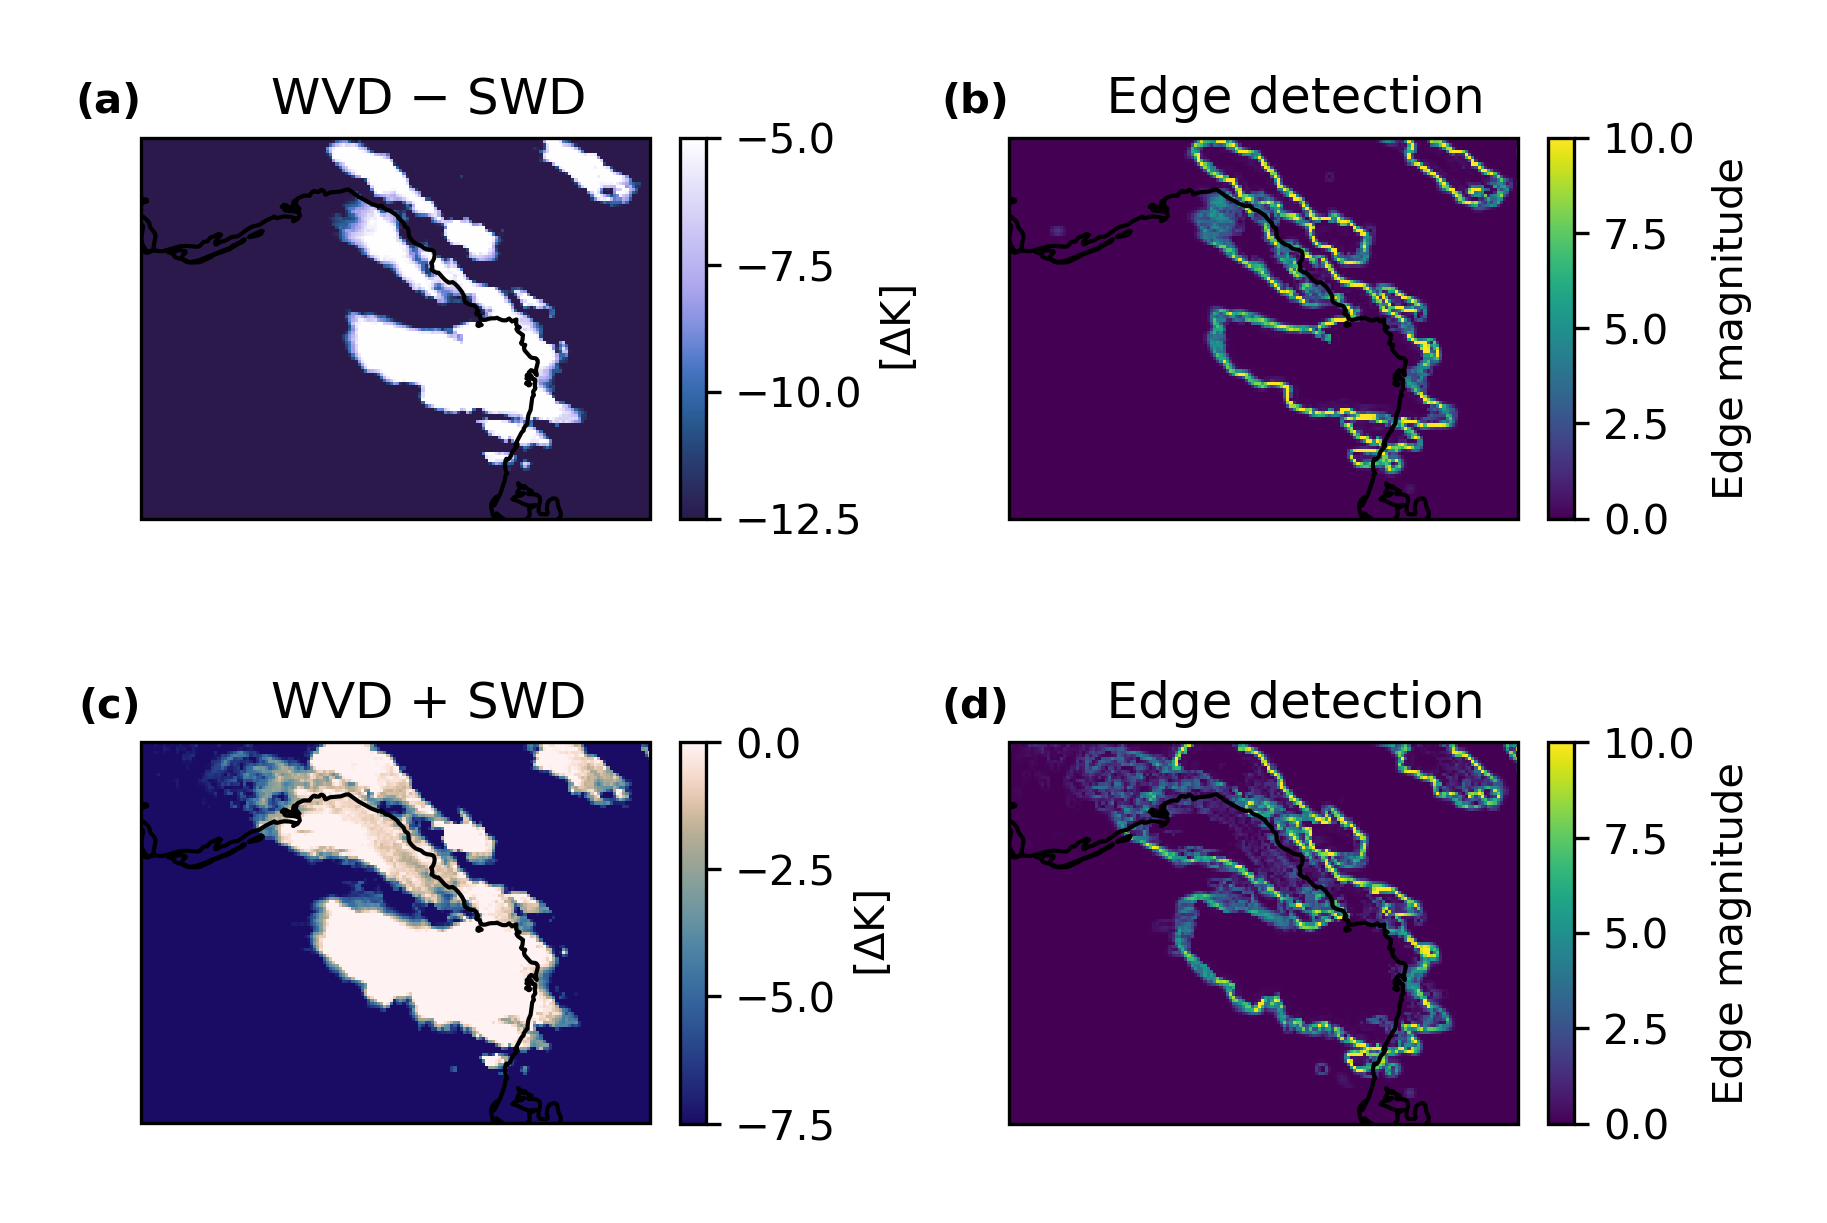 (a) WVD − SWD
−5.0
−7.5
−10.0
−12.5
[ΔK]
(b) Edge detection
10.0
7.5
5.0
2.5
0.0
Edge magnitude
(c) WVD + SWD
0.0
−2.5
−5.0
−7.5
[ΔK]
(d) Edge detection
10.0
7.5
5.0
2.5
0.0
Edge magnitude